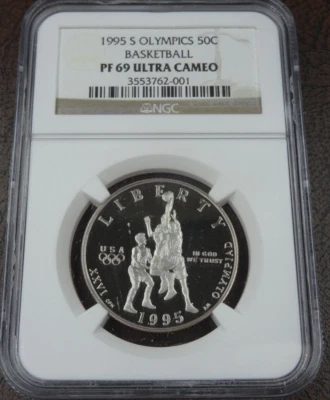 1995 S OLYMPICS 50C
BASKETBALL
PF 69 ULTRA CAMEO
3553762-001
NGC
LIBERTY
USA
IN GOD
WE TRUST
XXVI
OLYMPIAD
1995